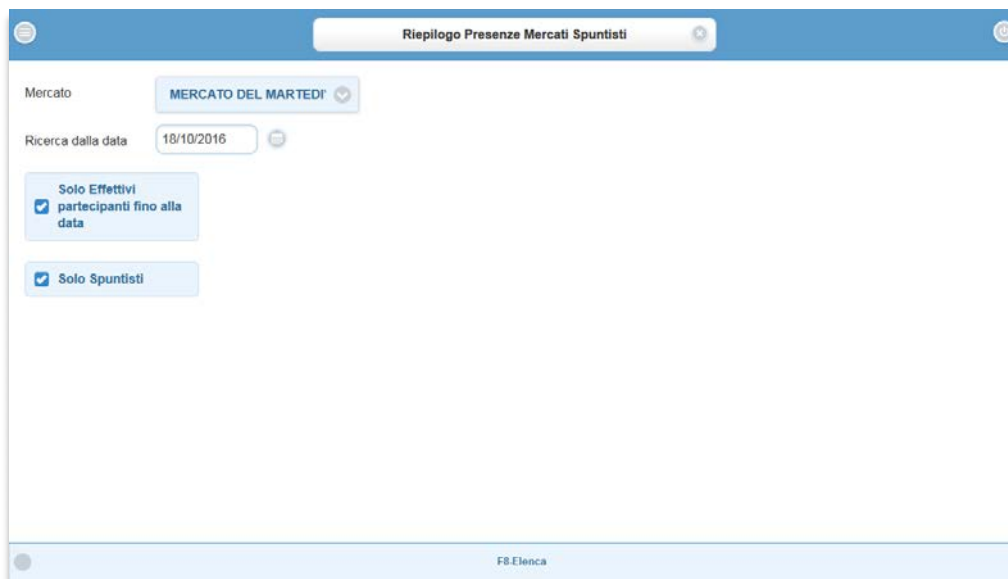 Riepilogo Presenze Mercati Spuntisti
Mercato
MERCATO DEL MARTEDI'
Ricerca dalla data
18/10/2016
Solo Effettivi
partecipanti fino alla
data
Solo Spuntisti
F8-Elenca